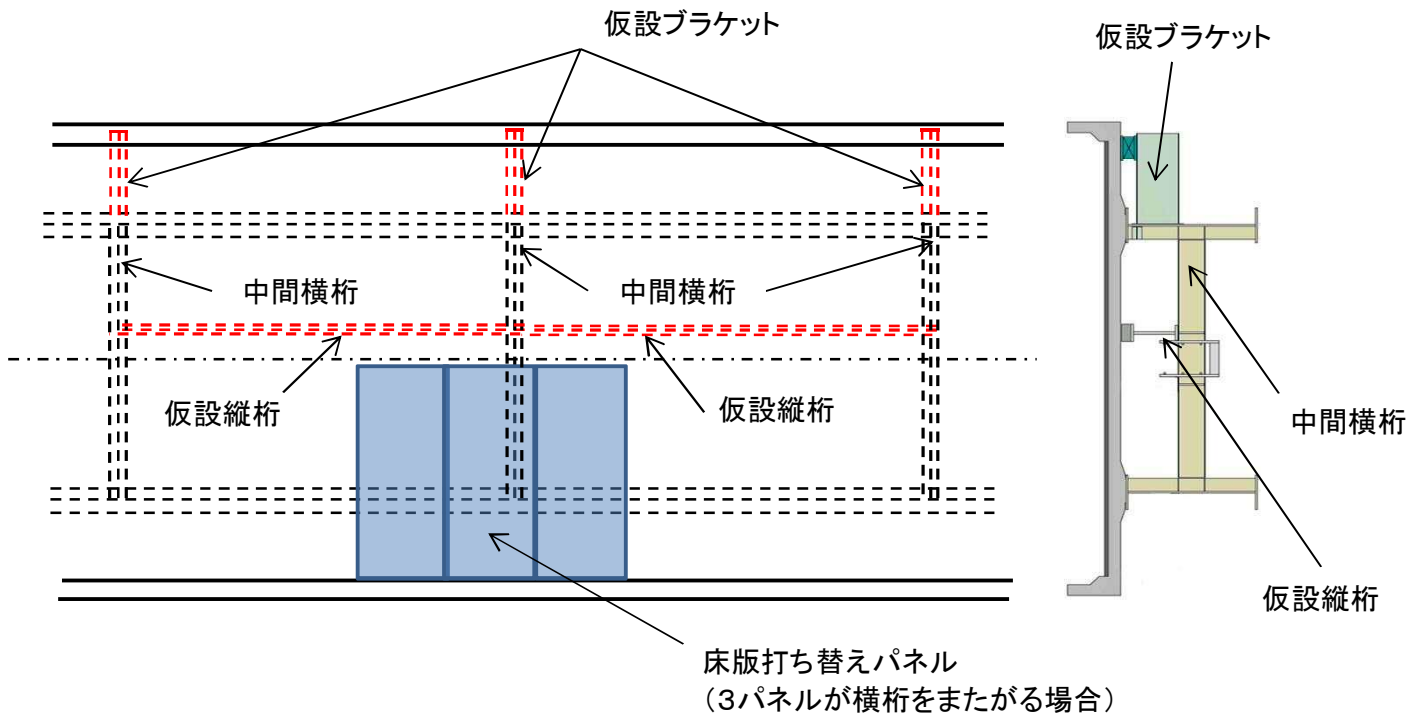 仮設ブラケット
仮設ブラケット
中間横桁
中間横桁
仮設縦桁
仮設縦桁
中間横桁
仮設縦桁
床版打ち替えパネル
（３パネルが横桁をまたがる場合）